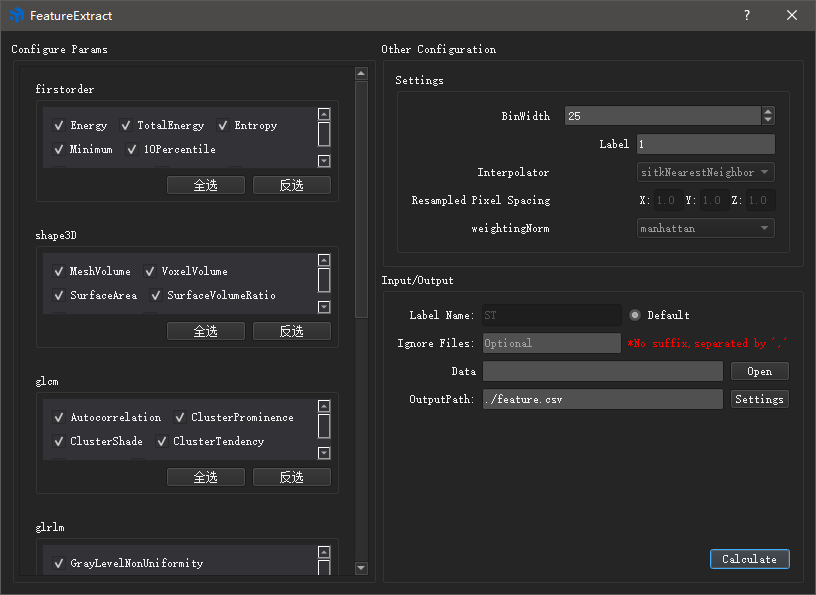 FeatureExtract
?
Configure Params
firstorder
Energy TotalEnergy Entropy
Minimum 10Percentile
全选 反选
shape3D
MeshVolume VoxelVolume
SurfaceArea SurfaceVolumeRatio
全选 反选
glcm
Autocorrelation ClusterProminence
ClusterShade ClusterTendency
全选 反选
glrlm
GrayLevelNonUniformity
Other Configuration
Settings
BinWidth 25
Label 1
Interpolator sitkNearestNeighbor
Resampled Pixel Spacing X: 1.0 Y: 1.0 Z: 1.0
weightingNorm manhattan
Input/Output
Label Name: ST Default
Ignore Files: Optional *No suffix,separated by ','
Data Open
OutputPath: ./feature.csv Settings
Calculate